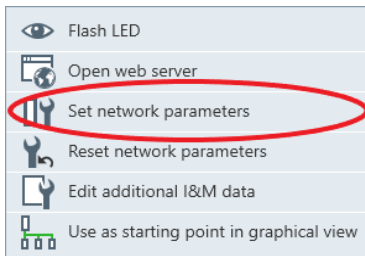 Flash LED
Open web server
Set network parameters
Reset network parameters
Edit additional I&M data
Use as starting point in graphical view